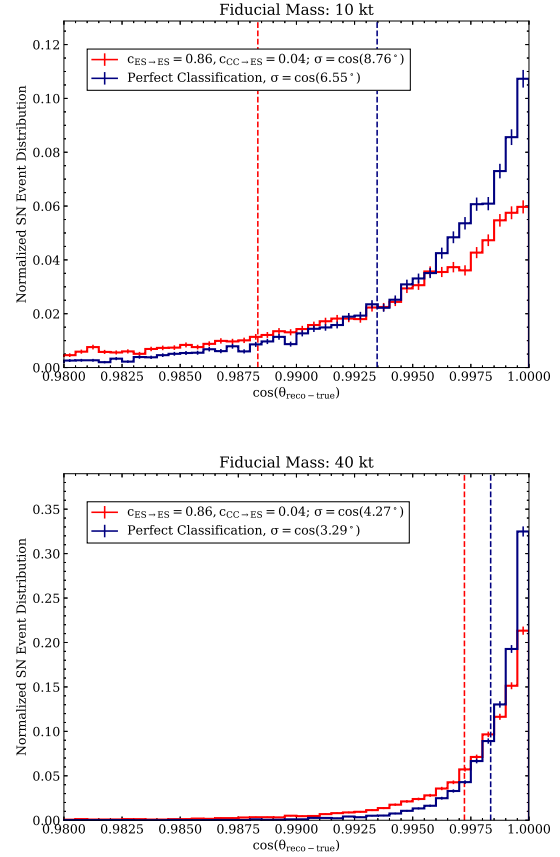 Fiducial Mass: 10 kt
0.12
0.10
0.08
0.06
0.04
0.02
0.00
Normalized SN Event Distribution
c_ES→ES = 0.86, c_CC→ES = 0.04; σ = cos(8.76°)
Perfect Classification, σ = cos(6.55°)
0.9800 0.9825 0.9850 0.9875 0.9900 0.9925 0.9950 0.9975 1.0000
cos(θ_reco−true)
Fiducial Mass: 40 kt
0.35
0.30
0.25
0.20
0.15
0.10
0.05
0.00
Normalized SN Event Distribution
c_ES→ES = 0.86, c_CC→ES = 0.04; σ = cos(4.27°)
Perfect Classification, σ = cos(3.29°)
0.9800 0.9825 0.9850 0.9875 0.9900 0.9925 0.9950 0.9975 1.0000
cos(θ_reco−true)